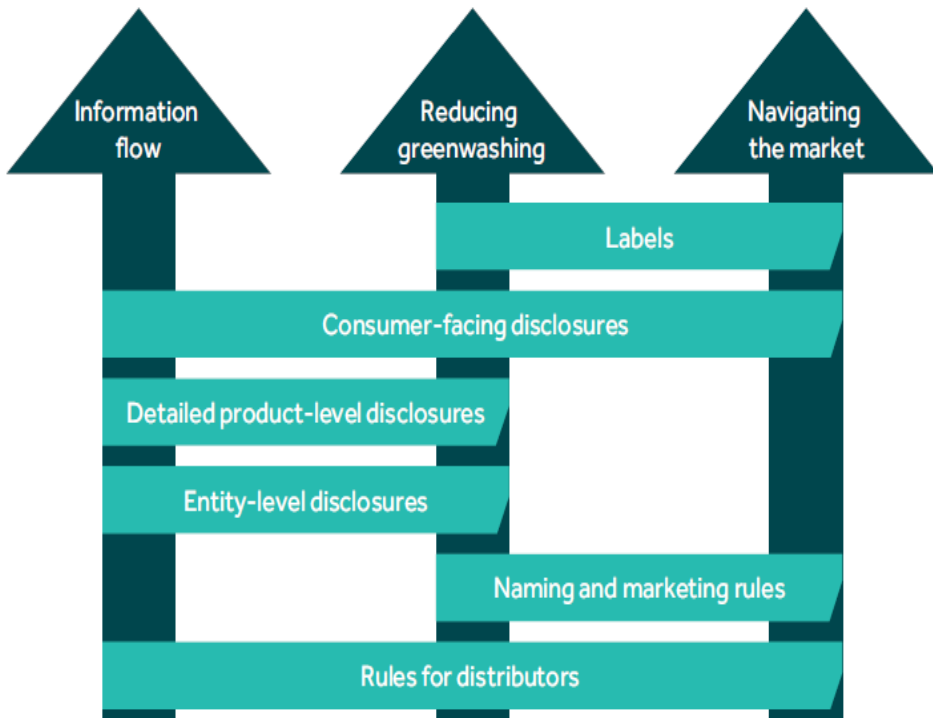 Information
flow
Reducing
greenwashing
Navigating
the market
Labels
Consumer-facing disclosures
Detailed product-level disclosures
Entity-level disclosures
Naming and marketing rules
Rules for distributors